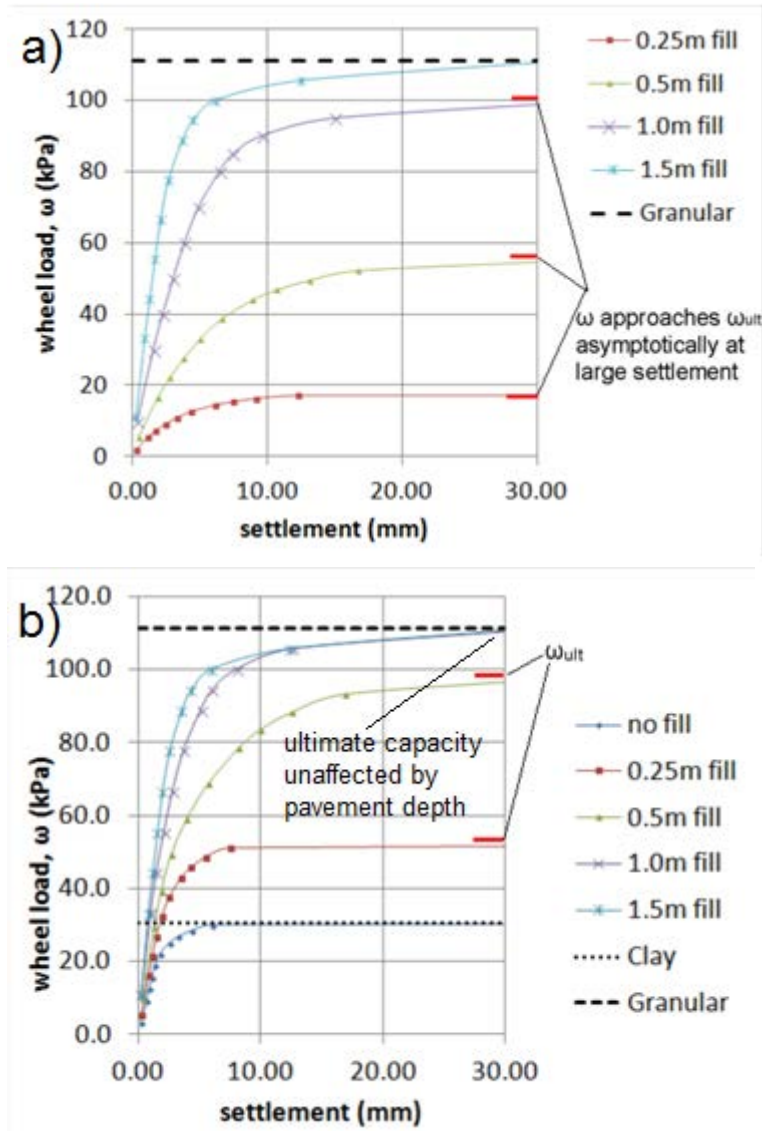 a)
120
100
80
60
40
20
0
wheel load, ω (kPa)
0.00 10.00 20.00 30.00
settlement (mm)
0.25m fill
0.5m fill
1.0m fill
1.5m fill
Granular
ω approaches ωult
asymptotically at
large settlement
b)
120.0
100.0
80.0
60.0
40.0
20.0
0.0
wheel load, ω (kPa)
0.00 10.00 20.00 30.00
settlement (mm)
ωult
ultimate capacity
unaffected by
pavement depth
no fill
0.25m fill
0.5m fill
1.0m fill
1.5m fill
Clay
Granular